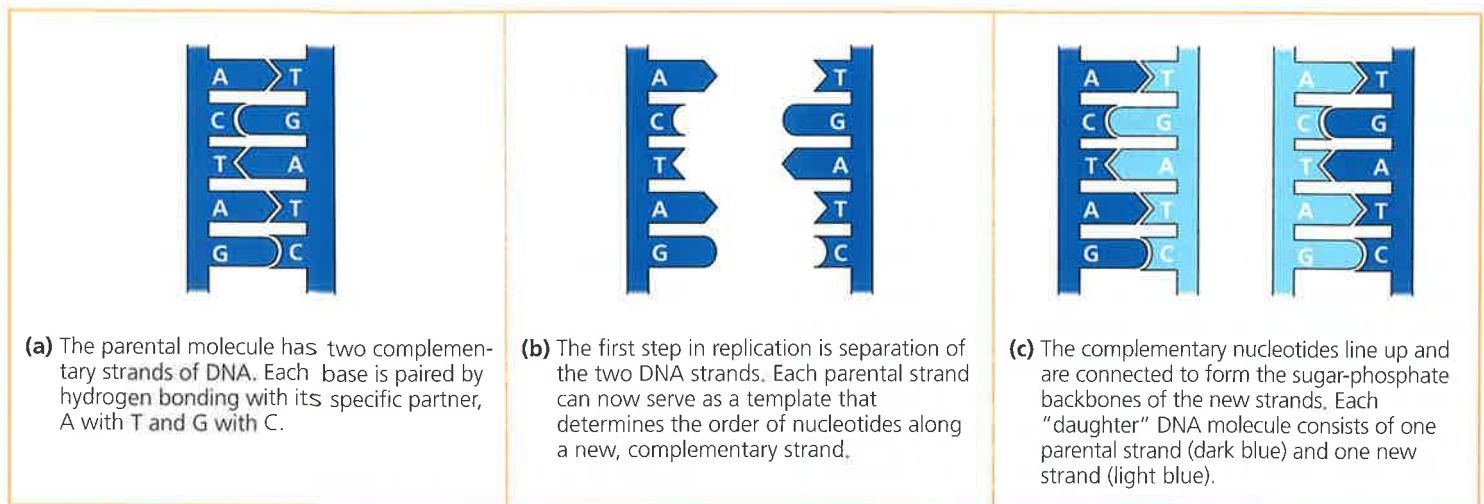 A T
C G
T A
A T
G C
A T
C G
T A
A T
G C
A T A T
C G C G
T A T A
A T A T
G C G C
(a) The parental molecule has two complemen-
tary strands of DNA. Each base is paired by
hydrogen bonding with its specific partner,
A with T and G with C.
(b) The first step in replication is separation of
the two DNA strands. Each parental strand
can now serve as a template that
determines the order of nucleotides along
a new, complementary strand.
(c) The complementary nucleotides line up and
are connected to form the sugar-phosphate
backbones of the new strands. Each
"daughter" DNA molecule consists of one
parental strand (dark blue) and one new
strand (light blue).